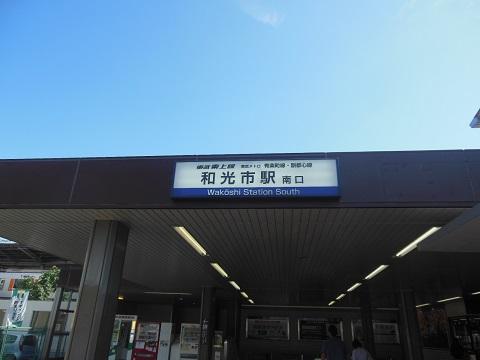 東武東上線 東京メトロ 有楽町線・副都心線
和光市駅 南口
Wakōshi Station South